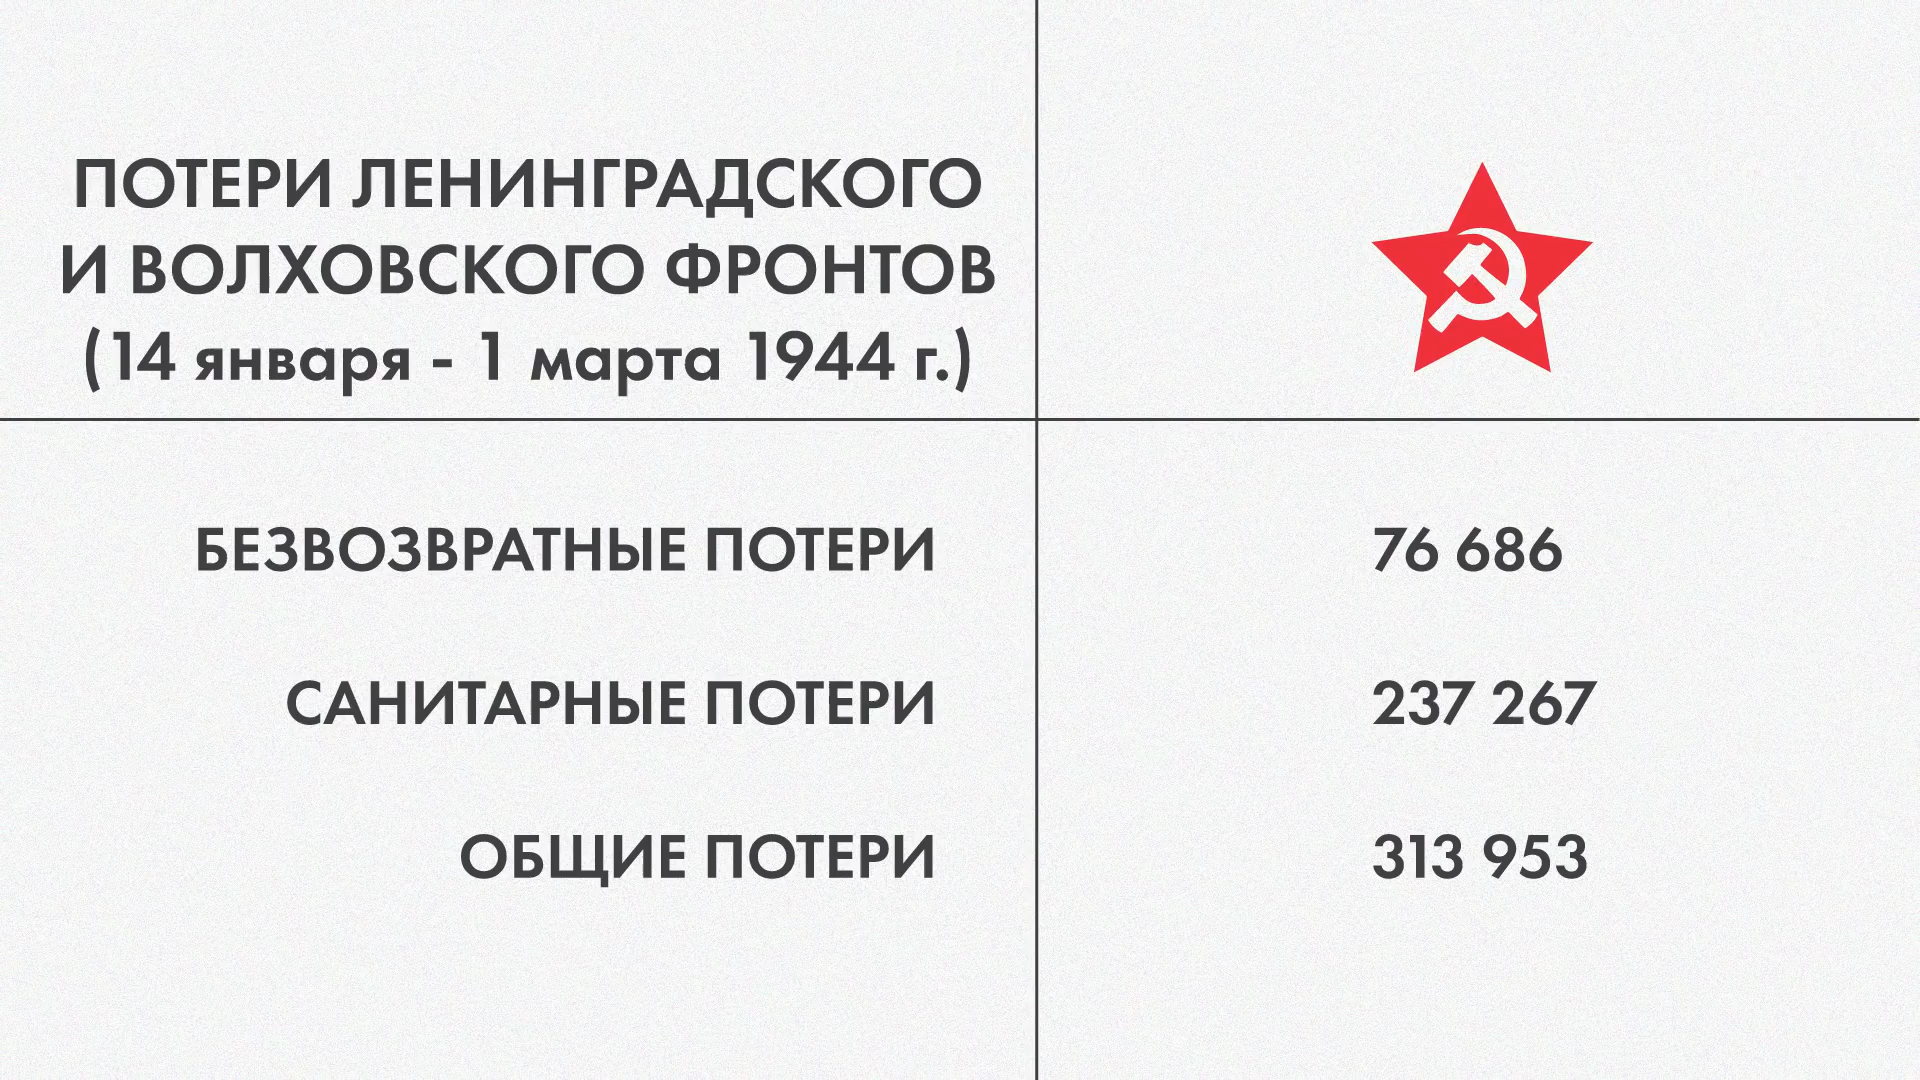 ПОТЕРИ ЛЕНИНГРАДСКОГО
И ВОЛХОВСКОГО ФРОНТОВ
(14 января - 1 марта 1944 г.)
БЕЗВОЗВРАТНЫЕ ПОТЕРИ 76 686
САНИТАРНЫЕ ПОТЕРИ 237 267
ОБЩИЕ ПОТЕРИ 313 953